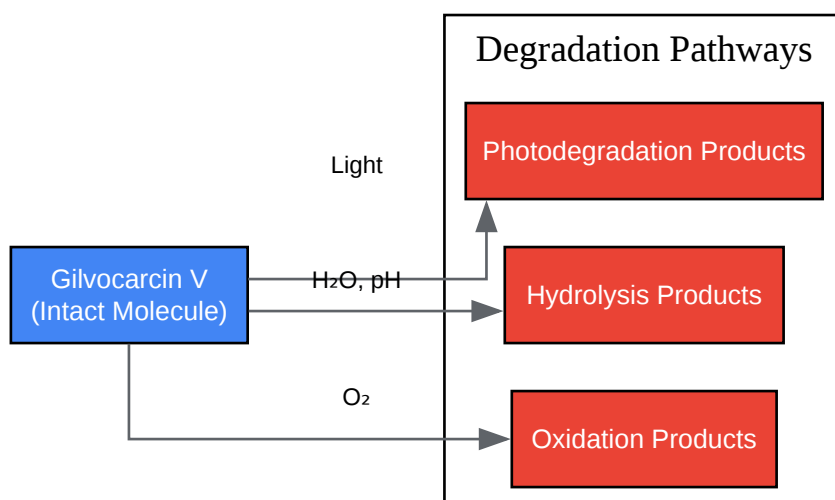 Degradation Pathways
Photodegradation Products
Light
Gilvocarcin V
(Intact Molecule)
H₂O, pH
Hydrolysis Products
O₂
Oxidation Products